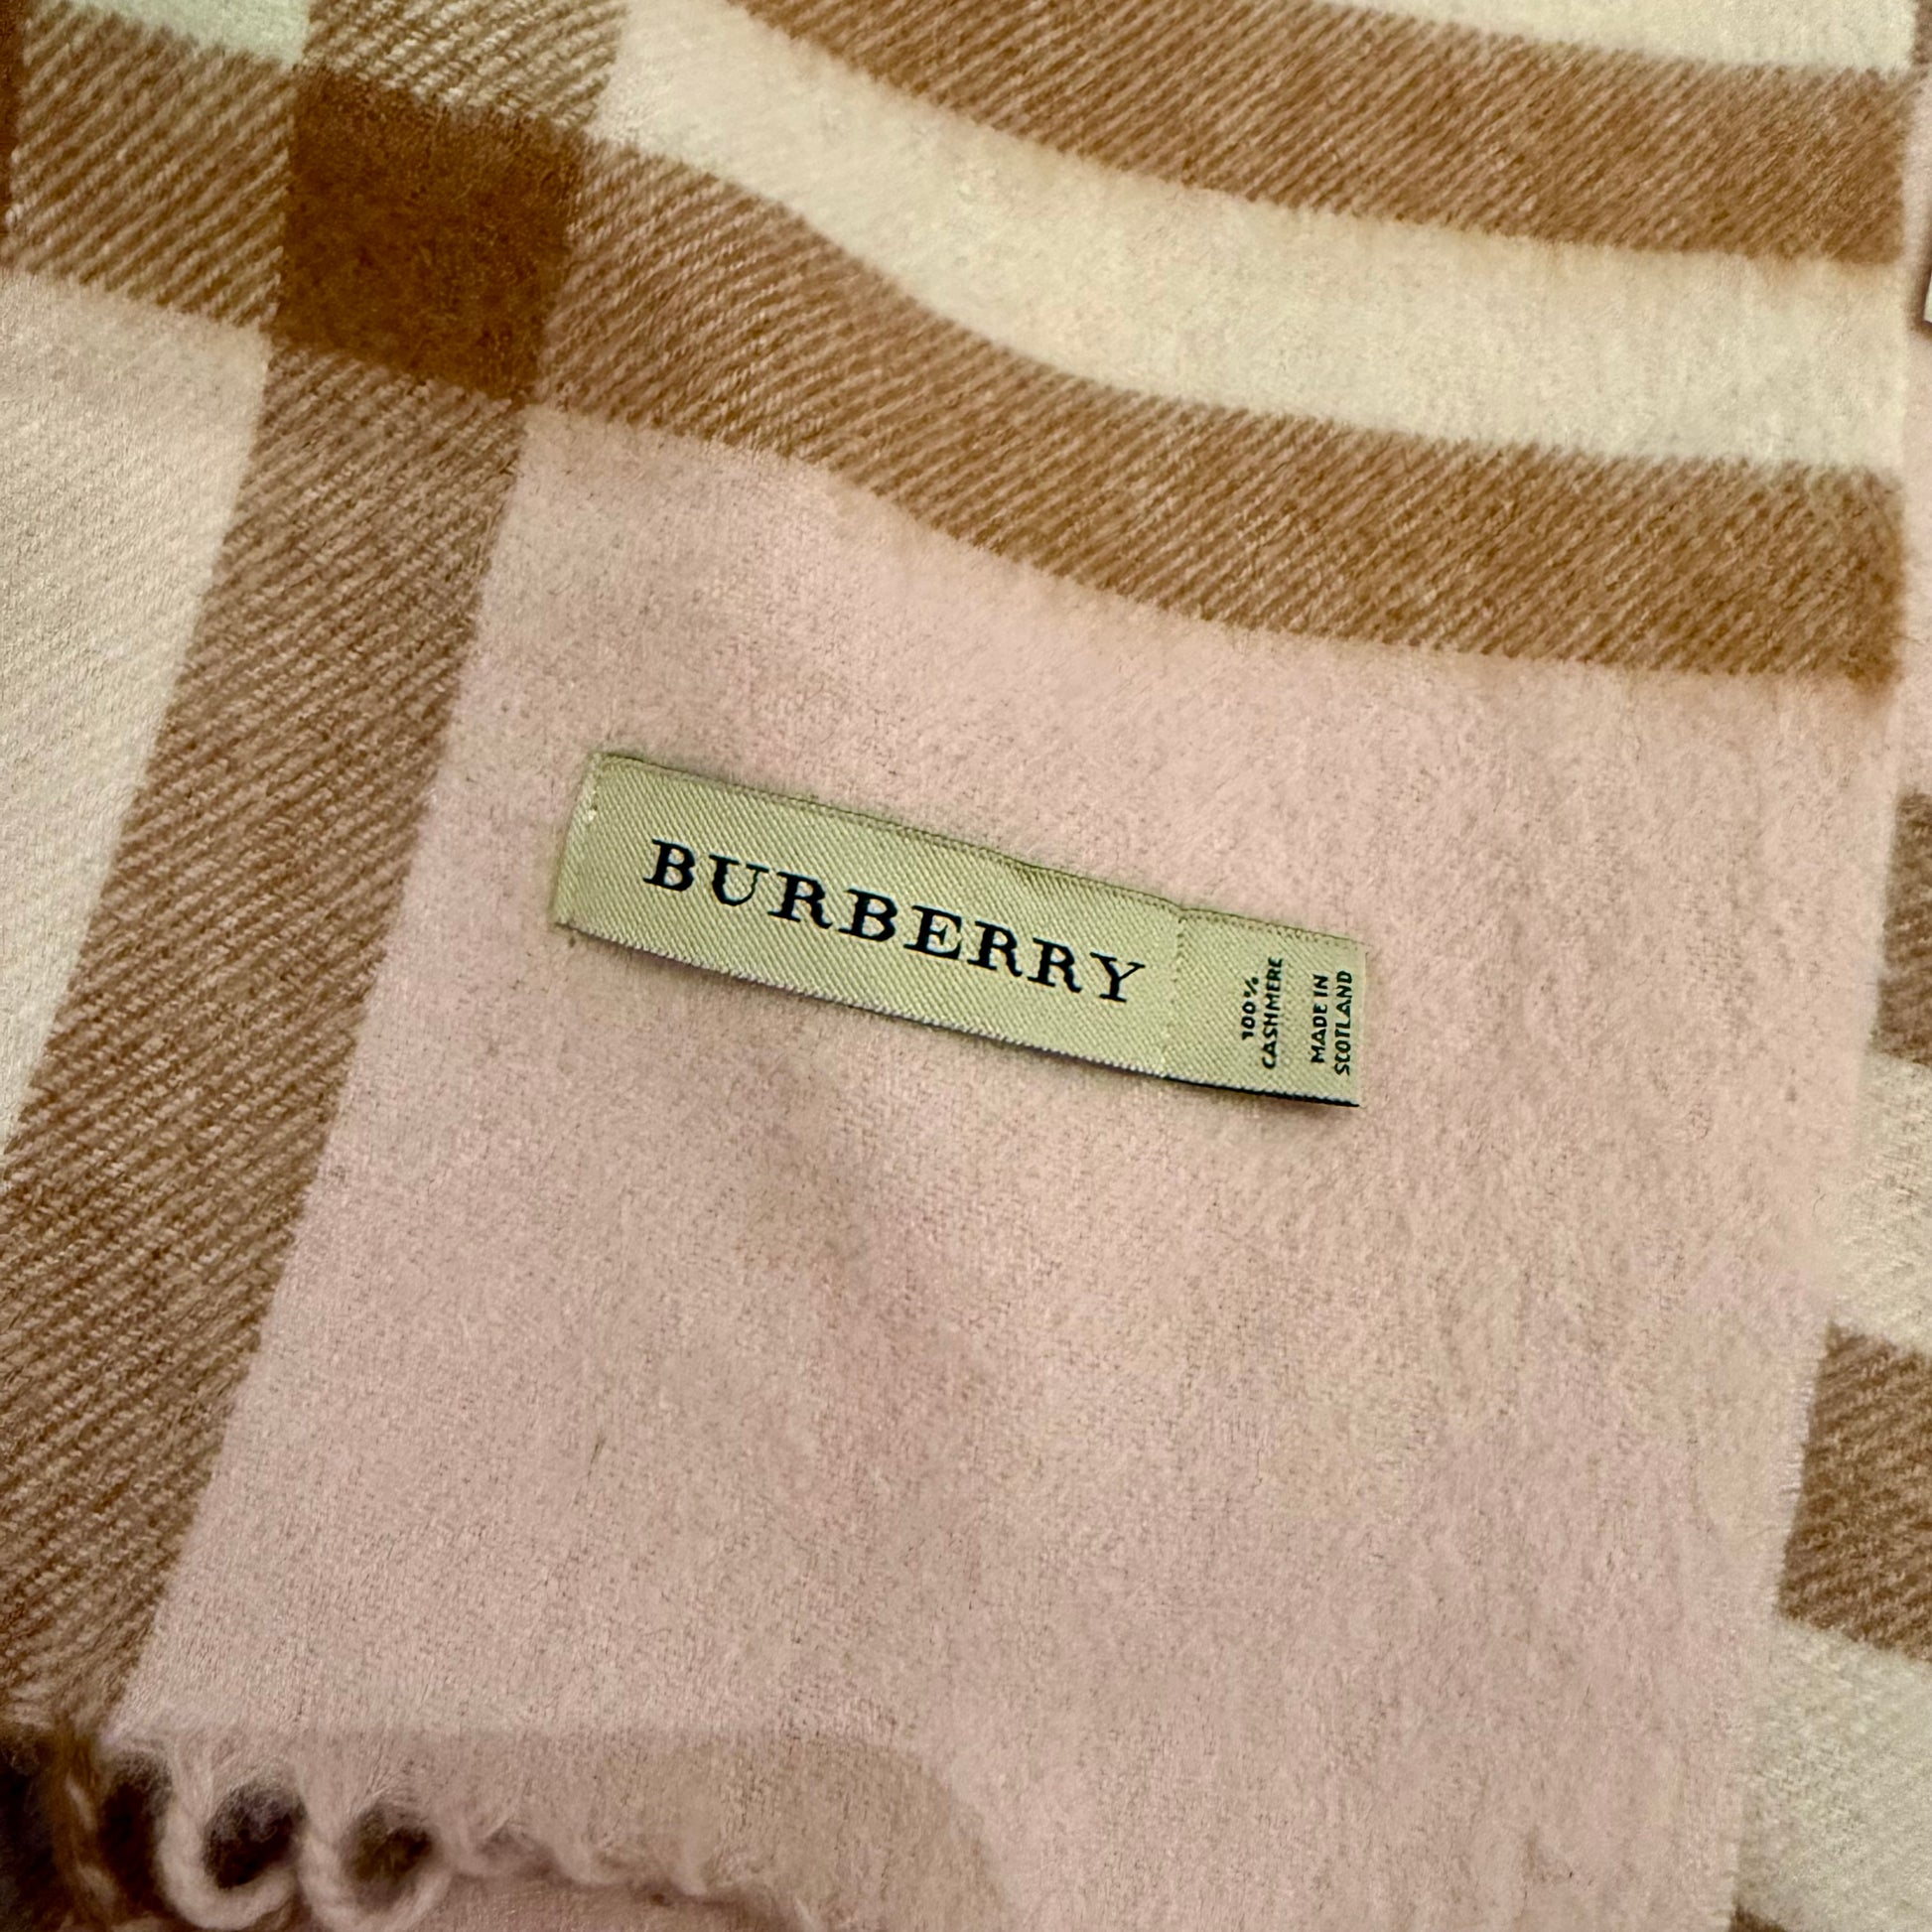 BURBERRY
100%
CASHMERE
MADE IN
SCOTLAND